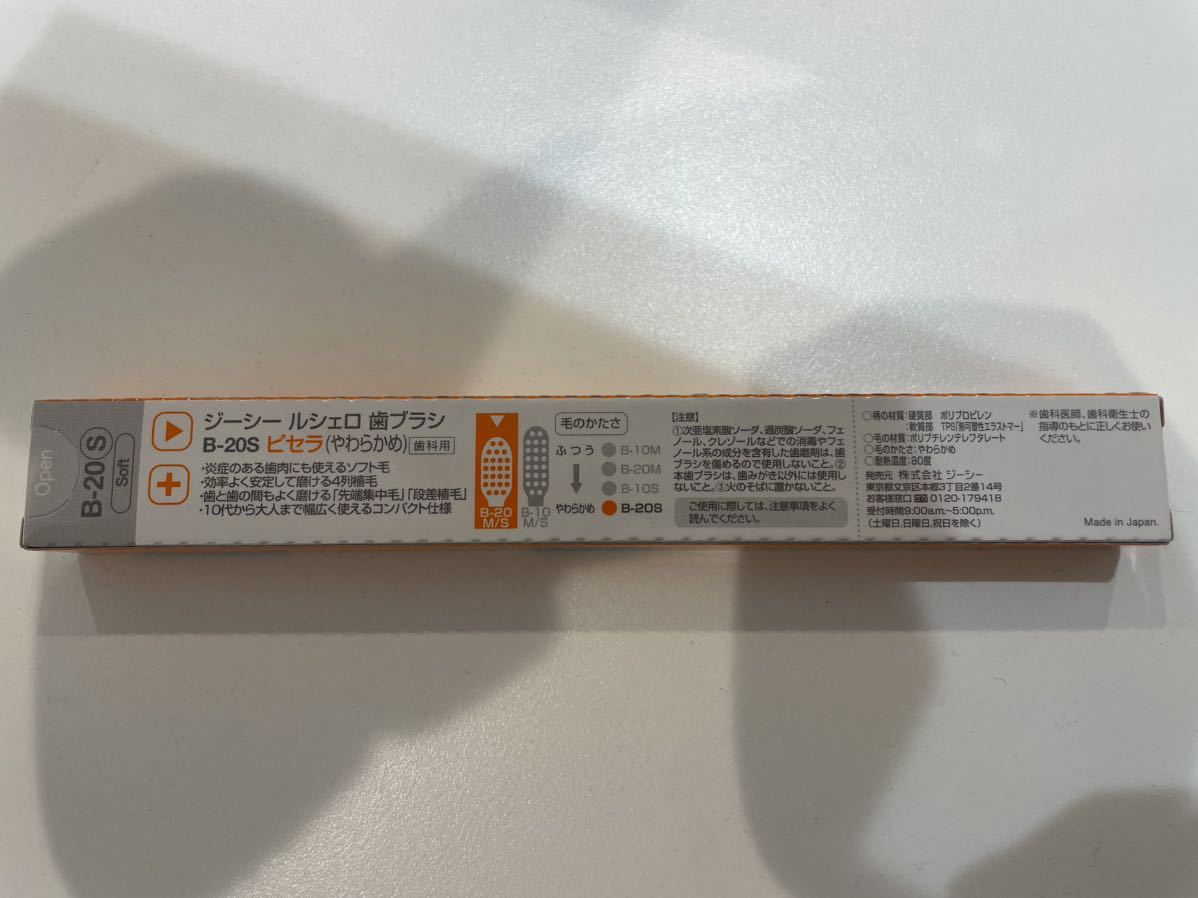 Open
B-20 S
Soft
ジーシー ルシェロ 歯ブラシ
B-20S ピセラ(やわらかめ) 歯科用
・炎症のある歯肉にも使えるソフト毛
・効率よく安定して磨ける4列植毛
・歯と歯の間もよく磨ける「先端集中毛」「段差植毛」
・10代から大人まで幅広く使えるコンパクト仕様
B-20
M/S
B-10
M/S
毛のかたさ
ふつう
やわらかめ
B-10M
B-20M
B-10S
B-20S
【注意】
①次亜塩素酸ソーダ、過炭酸ソーダ、フェ
ノール、クレゾールなどでの消毒やフェ
ノール系の成分を含有した歯磨剤は、歯
ブラシを傷めるので使用しないこと。②
本歯ブラシは、歯みがき以外には使用し
ないこと。③火のそばに置かないこと。
ご使用に際しては、注意事項をよく
読んでください。
○柄の材質:硬質部 ポリプロピレン
:軟質部 TPS「熱可塑性エラストマー」
○毛の材質:ポリブチレンテレフタレート
○毛のかたさ:やわらかめ
○耐熱温度:80度
発売元 株式会社 ジーシー
東京都文京区本郷3丁目2番14号
お客様窓口 0120-179418
受付時間9:00a.m.~5:00p.m.
(土曜日,日曜日,祝日を除く)
※歯科医師、歯科衛生士の
指導のもとに正しくお使い
ください。
Made in Japan.